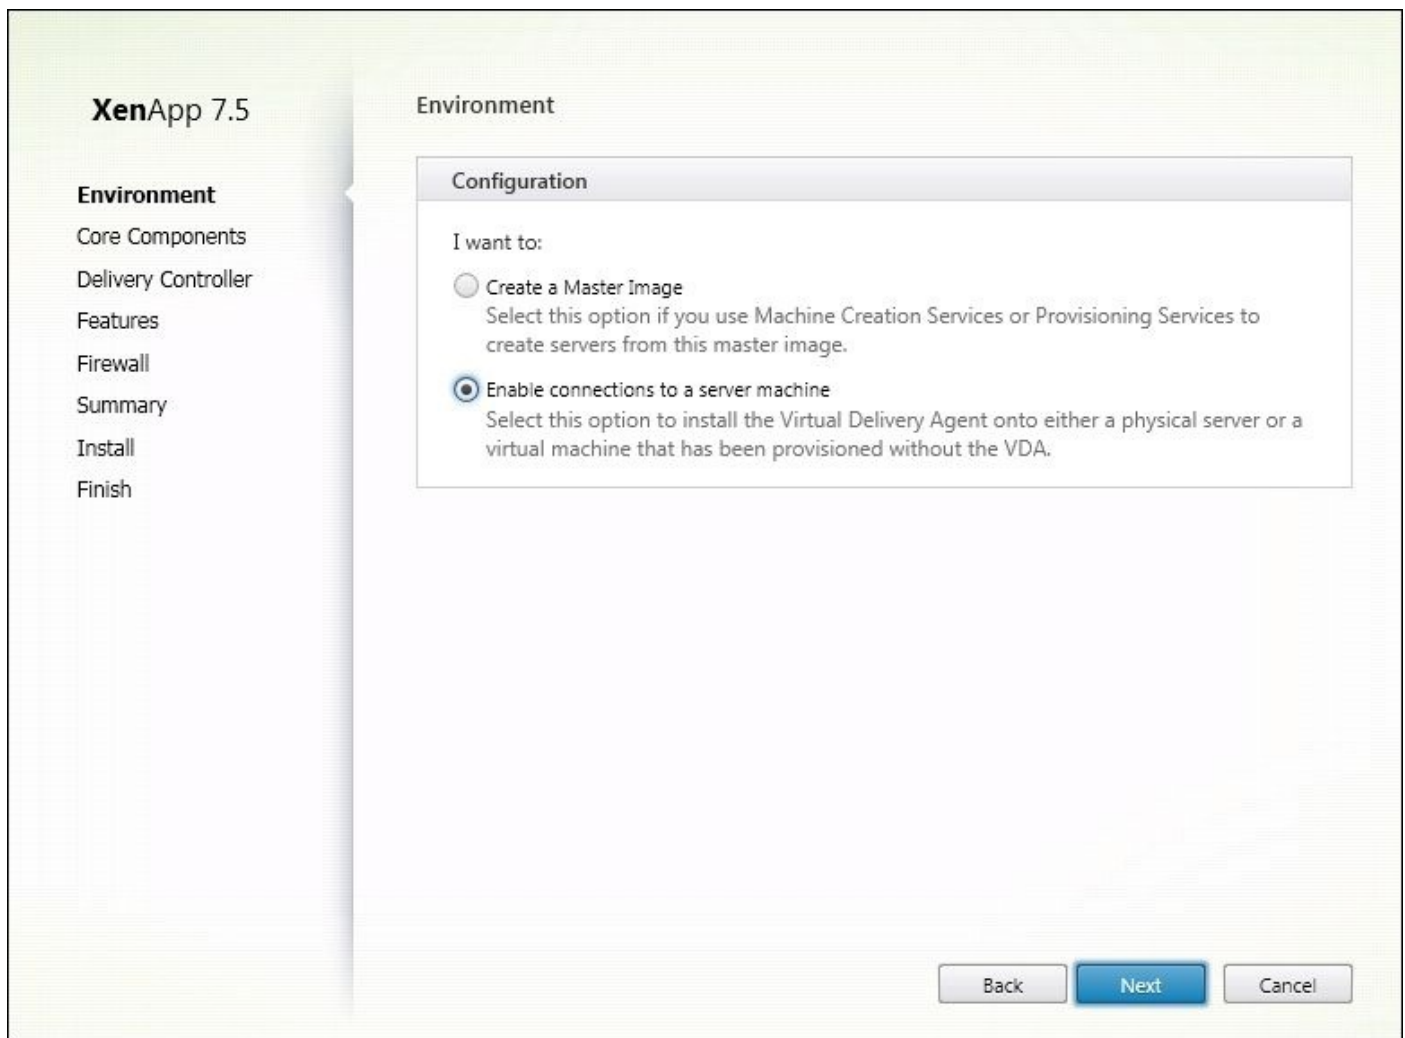 XenApp 7.5
Environment
Core Components
Delivery Controller
Features
Firewall
Summary
Install
Finish
Environment
Configuration
I want to:
Create a Master Image
Select this option if you use Machine Creation Services or Provisioning Services to
create servers from this master image.
Enable connections to a server machine
Select this option to install the Virtual Delivery Agent onto either a physical server or a
virtual machine that has been provisioned without the VDA.
Back
Next
Cancel